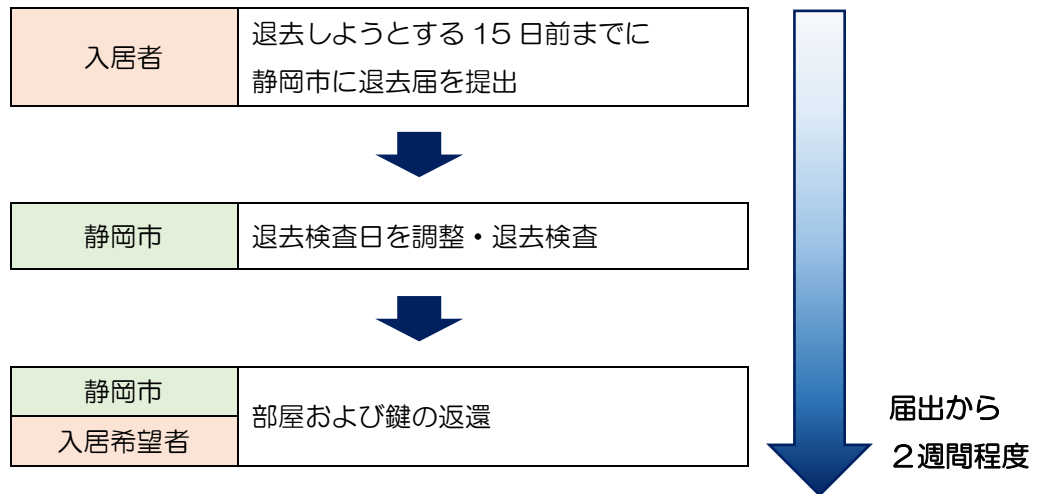 入居者
退去しようとする 15 日前までに
静岡市に退去届を提出
静岡市
退去検査日を調整・退去検査
静岡市
入居希望者
部屋および鍵の返還
届出から
２週間程度